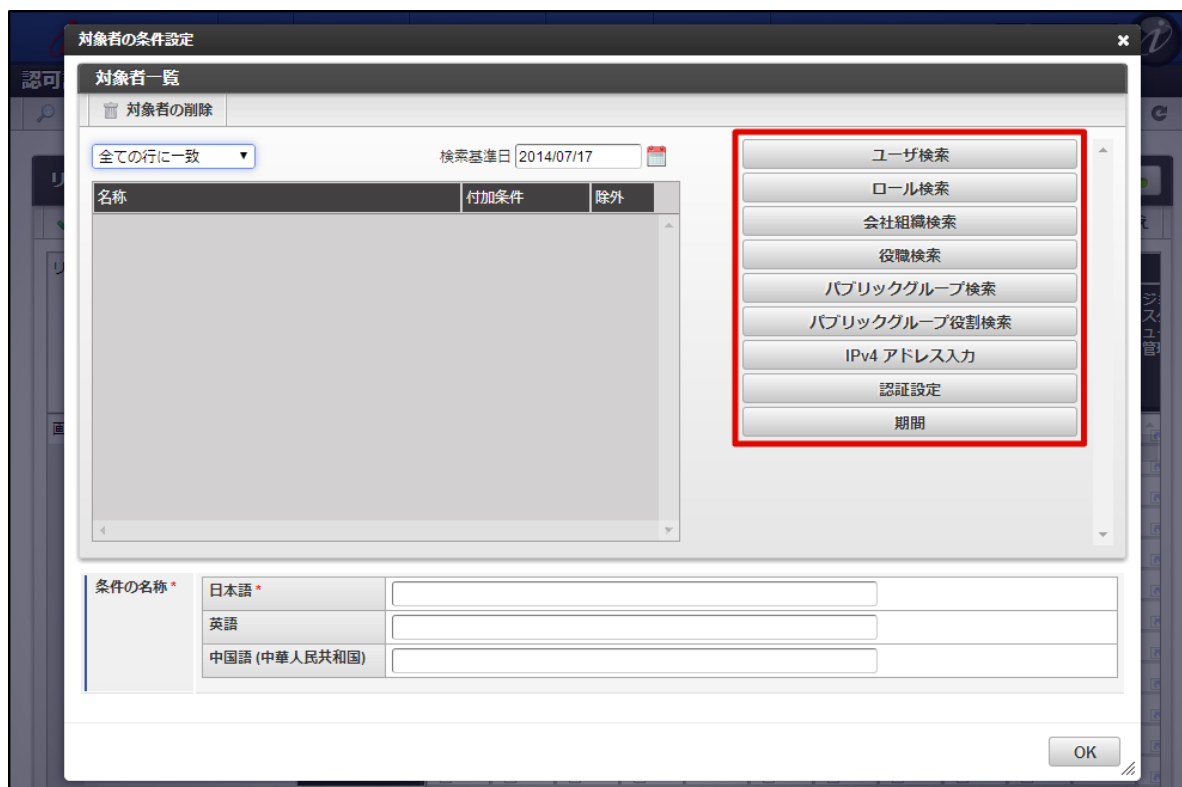 対象者の条件設定
認可
対象者一覧
対象者の削除
全ての行に一致
検索基準日 2014/07/17
名称 付加条件 除外
ユーザ検索
ロール検索
会社組織検索
役職検索
パブリックグループ検索
パブリックグループ役割検索
IPv4 アドレス入力
認証設定
期間
条件の名称 *
日本語 *
英語
中国語 (中華人民共和国)
OK